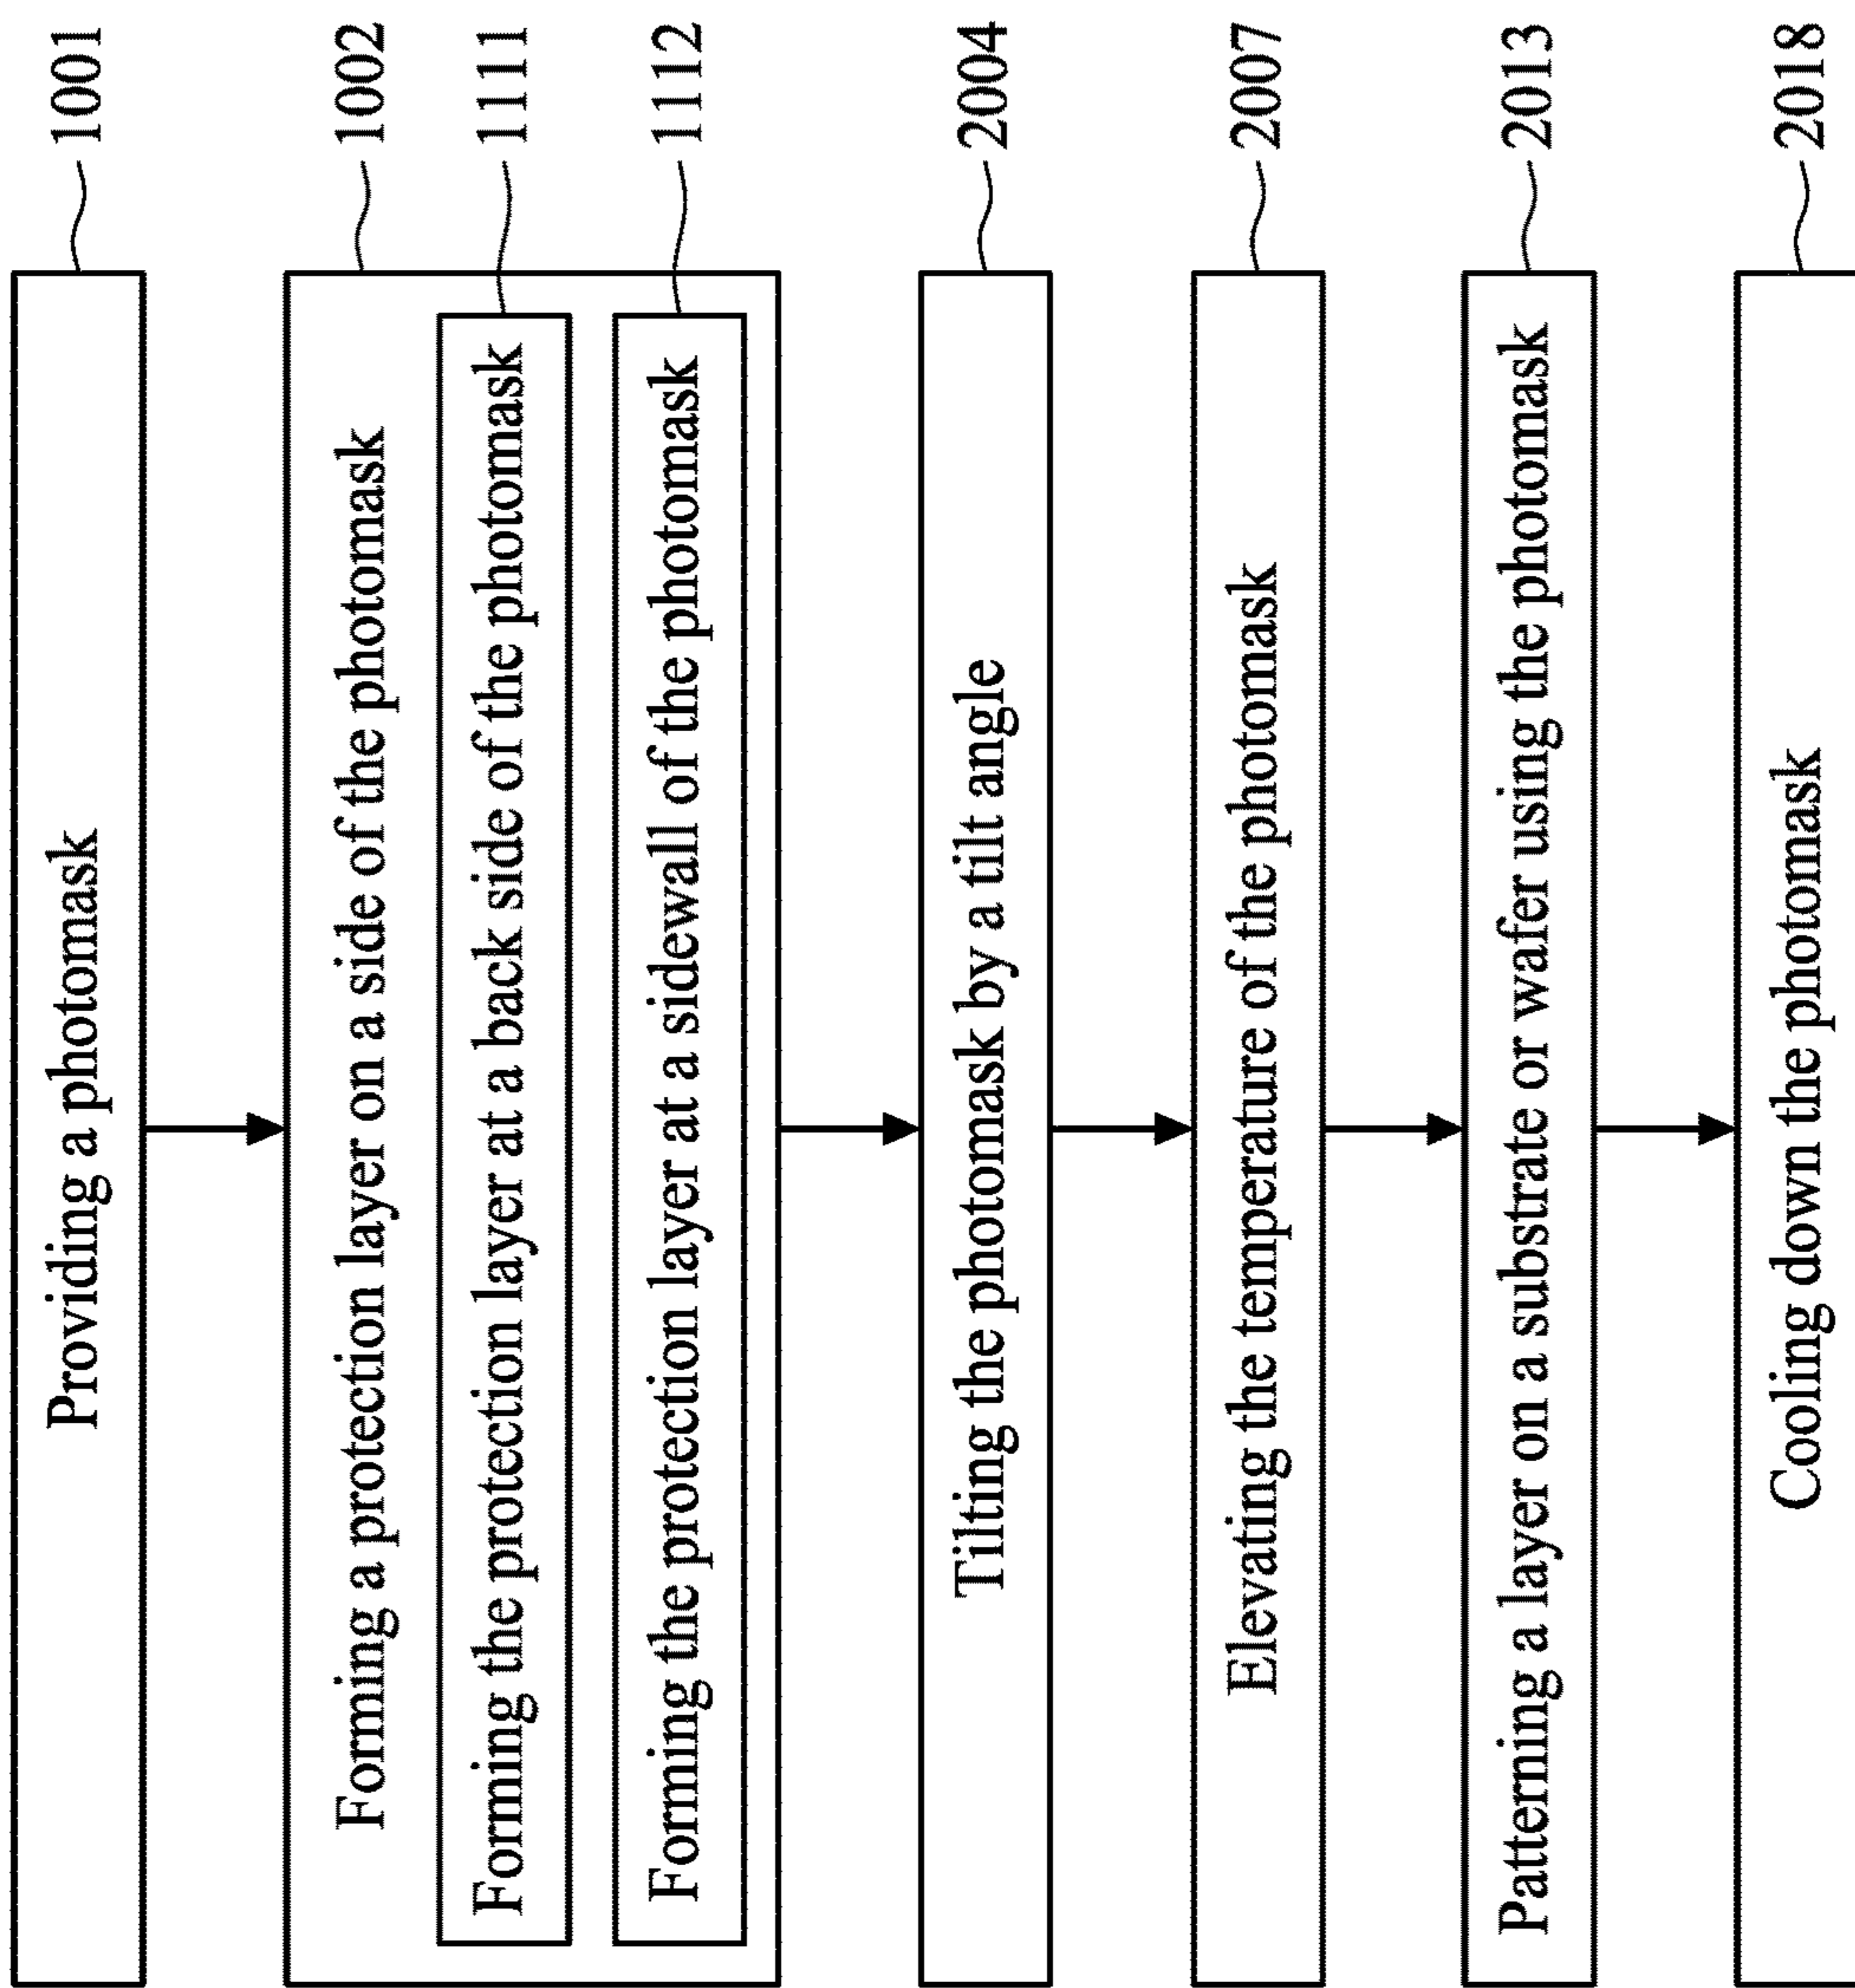 Providing a photomask
1001
Forming a protection layer on a side of the photomask
1002
Forming the protection layer at a back side of the photomask
1111
Forming the protection layer at a sidewall of the photomask
1112
Tilting the photomask by a tilt angle
2004
Elevating the temperature of the photomask
2007
Patterning a layer on a substrate or wafer using the photomask
2013
Cooling down the photomask
2018